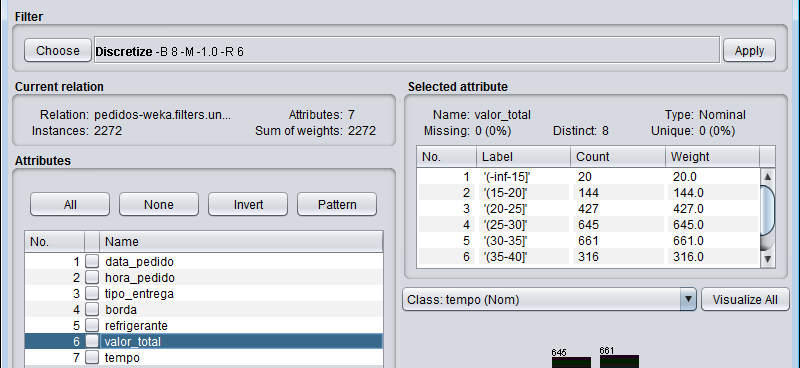 Filter
Choose Discretize -B 8 -M -1.0 -R 6 Apply
Current relation
Relation: pedidos-weka.filters.un... Attributes: 7
Instances: 2272 Sum of weights: 2272
Attributes
All None Invert Pattern
No. Name
1 data_pedido
2 hora_pedido
3 tipo_entrega
4 borda
5 refrigerante
6 valor_total
7 tempo
Selected attribute
Name: valor_total Type: Nominal
Missing: 0 (0%) Distinct: 8 Unique: 0 (0%)
No. Label Count Weight
1 '(-inf-15]' 20 20.0
2 '(15-20]' 144 144.0
3 '(20-25]' 427 427.0
4 '(25-30]' 645 645.0
5 '(30-35]' 661 661.0
6 '(35-40]' 316 316.0
Class: tempo (Nom) Visualize All
645 661